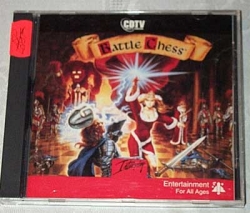 CDTV
Battle Chess
Entertainment
For All Ages